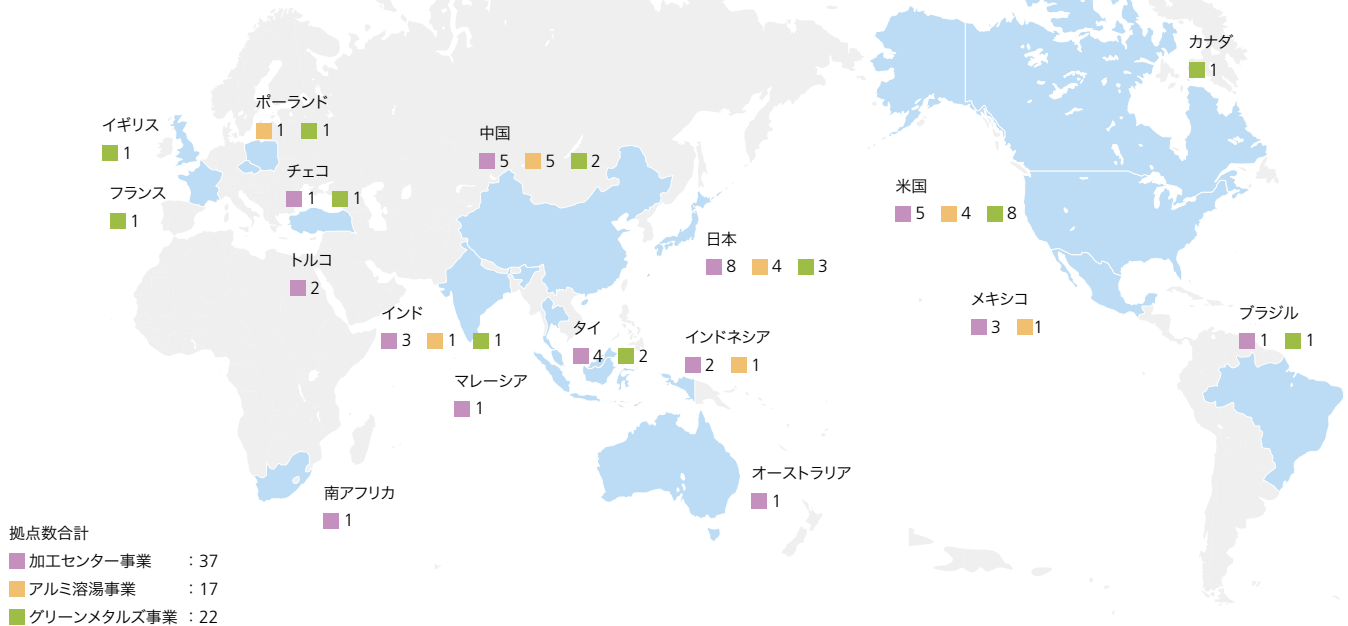 カナダ
1
ポーランド
1 1
イギリス
1
中国
5 5 2
チェコ
1 1
フランス
1
米国
5 4 8
日本
8 4 3
トルコ
2
メキシコ
3 1
インド
3 1 1
タイ
4 2
インドネシア
2 1
ブラジル
1 1
マレーシア
1
オーストラリア
1
南アフリカ
1
拠点数合計
加工センター事業 ：37
アルミ溶湯事業 ：17
グリーンメタルズ事業 ：22